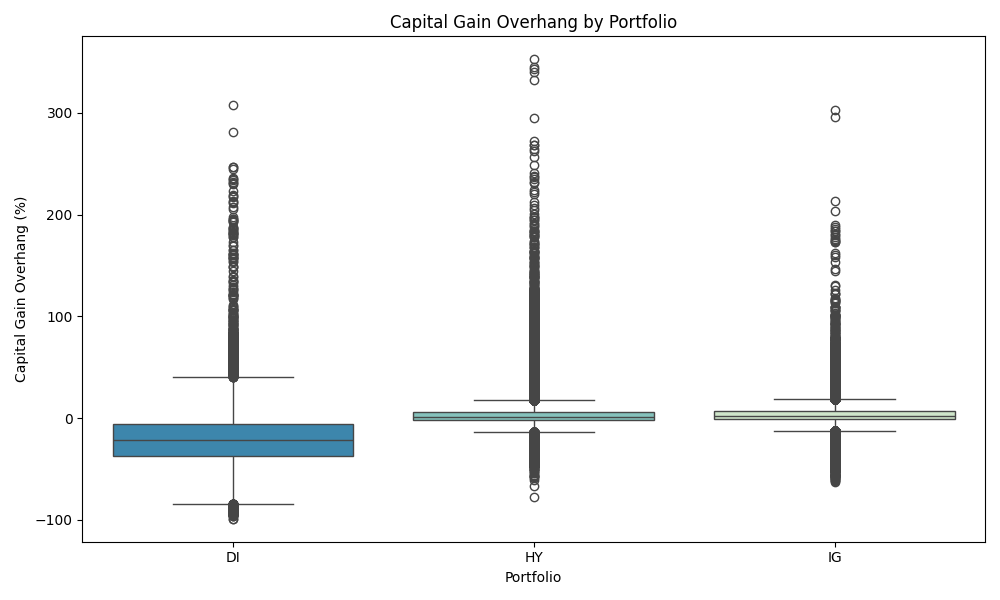 Capital Gain Overhang by Portfolio
Capital Gain Overhang (%)
300
200
100
0
−100
DI
HY
IG
Portfolio